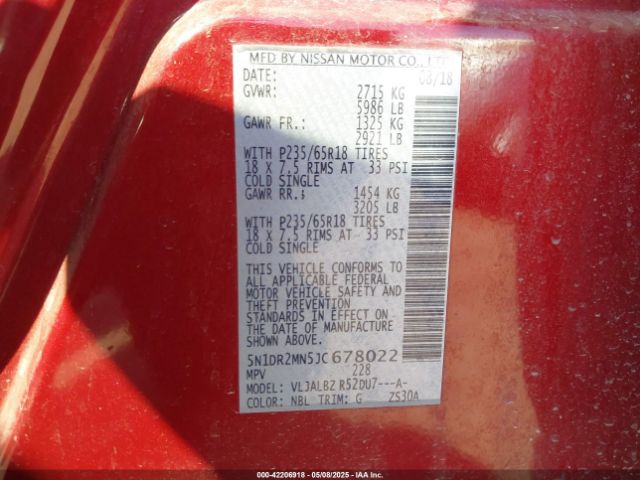 MFD BY NISSAN MOTOR CO., LTD.
DATE: 08/18
GVWR: 2715 KG
5986 LB
GAWR FR.: 1325 KG
2921 LB
WITH P235/65R18 TIRES
18 X 7.5 RIMS AT 33 PSI
COLD SINGLE
GAWR RR.: 1454 KG
3205 LB
WITH P235/65R18 TIRES
18 X 7.5 RIMS AT 33 PSI
COLD SINGLE
THIS VEHICLE CONFORMS TO
ALL APPLICABLE FEDERAL
MOTOR VEHICLE SAFETY AND
THEFT PREVENTION
STANDARDS IN EFFECT ON
THE DATE OF MANUFACTURE
SHOWN ABOVE.
5N1DR2MN5JC678022
MPV 228
MODEL: VLJALBZ R52DU7---A-
COLOR: NBL TRIM: G ZS30A
000-42206918 - 05/08/2025 - IAA Inc.